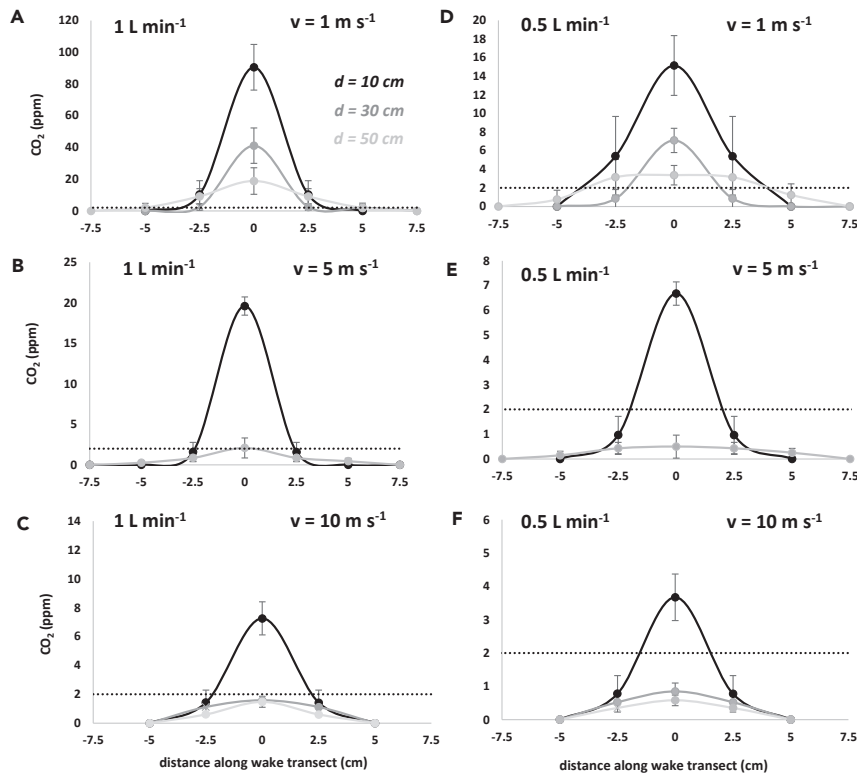 A
1 L min⁻¹
v = 1 m s⁻¹
CO₂ (ppm)
120
100
80
60
40
20
0
d = 10 cm
d = 30 cm
d = 50 cm
-7.5 -5 -2.5 0 2.5 5 7.5
D
0.5 L min⁻¹
v = 1 m s⁻¹
20
18
16
14
12
10
8
6
4
2
0
-7.5 -5 -2.5 0 2.5 5 7.5
B
1 L min⁻¹
v = 5 m s⁻¹
CO₂ (ppm)
25
20
15
10
5
0
-7.5 -5 -2.5 0 2.5 5 7.5
E
0.5 L min⁻¹
v = 5 m s⁻¹
8
7
6
5
4
3
2
1
0
-7.5 -5 -2.5 0 2.5 5 7.5
C
1 L min⁻¹
v = 10 m s⁻¹
CO₂ (ppm)
14
12
10
8
6
4
2
0
-7.5 -5 -2.5 0 2.5 5 7.5
distance along wake transect (cm)
F
0.5 L min⁻¹
v = 10 m s⁻¹
6
5
4
3
2
1
0
-7.5 -5 -2.5 0 2.5 5 7.5
distance along wake transect (cm)